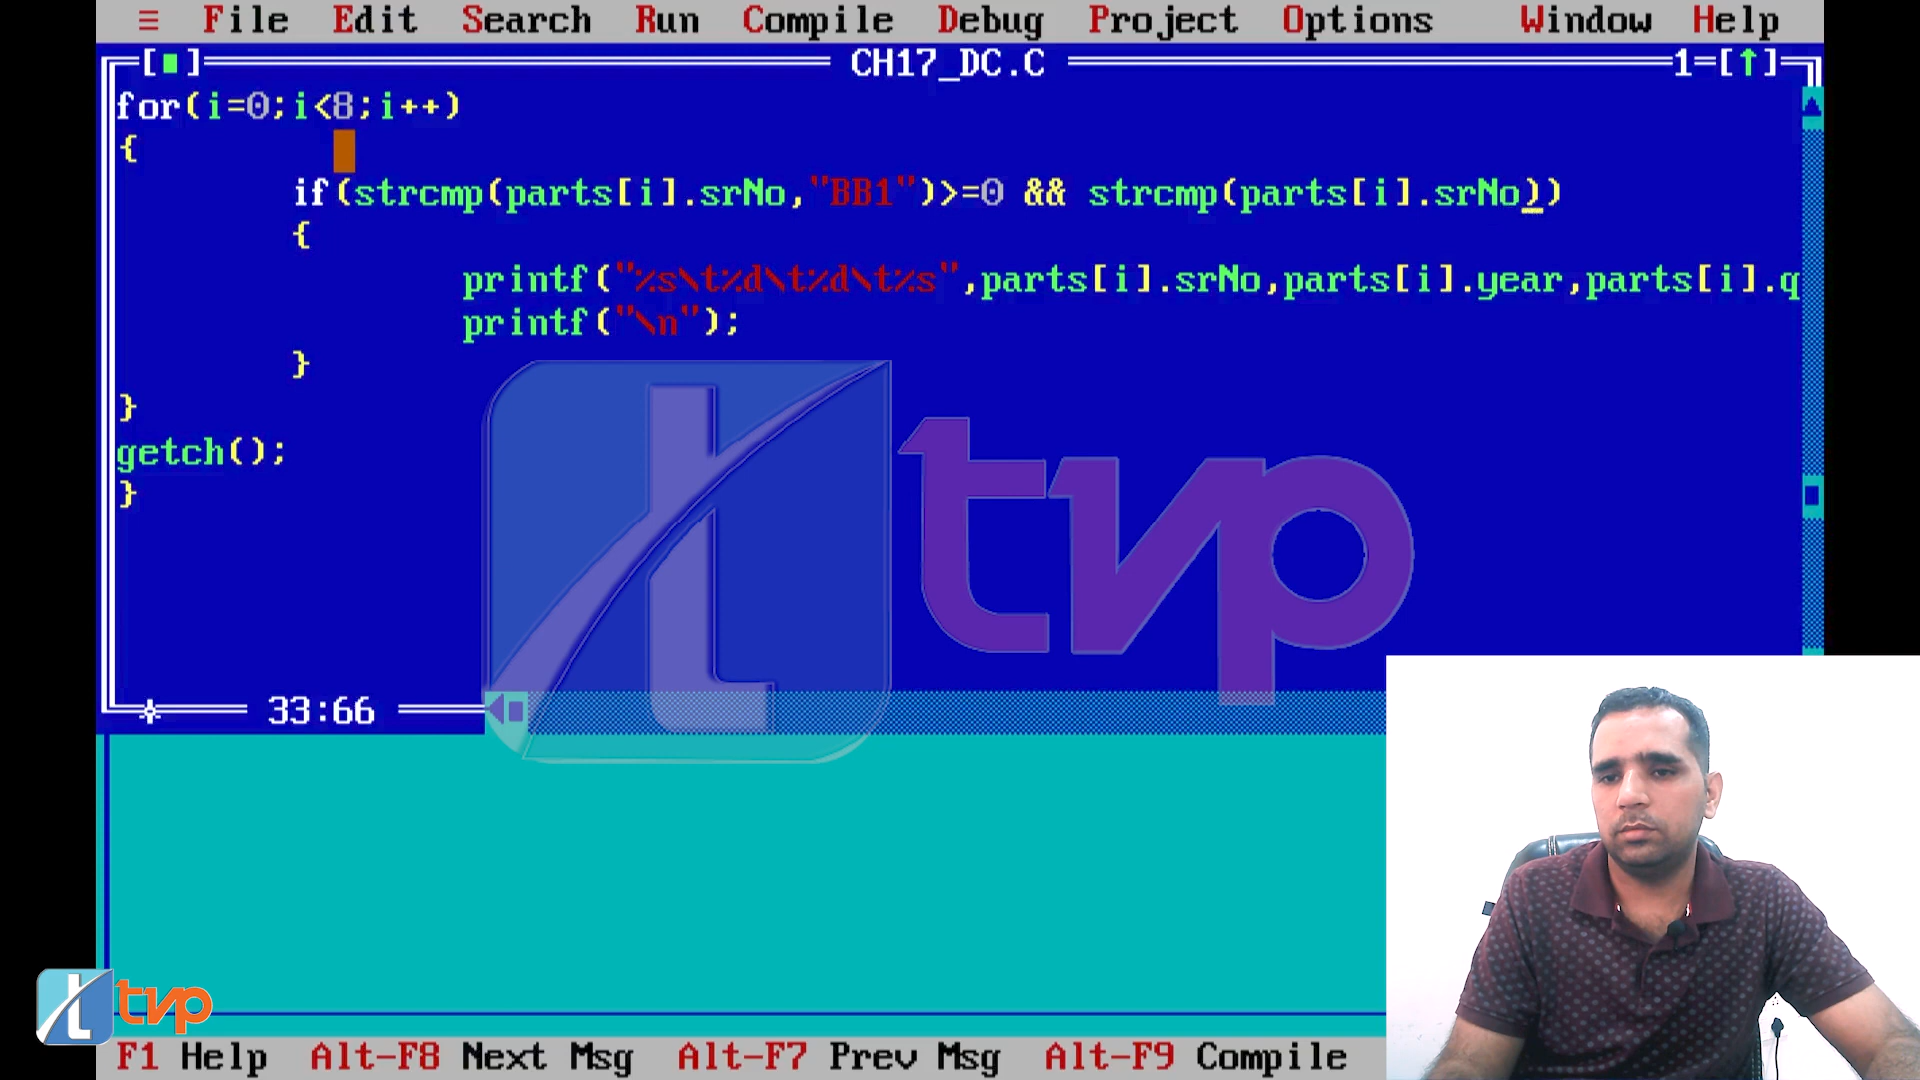 ≡ File Edit Search Run Compile Debug Project Options Window Help
[■] CH17_DC.C 1=[↑]
for(i=0;i<8;i++)
{
if(strcmp(parts[i].srNo,"BB1")>=0 && strcmp(parts[i].srNo))
{
printf("%s\t%d\t%d\t%s",parts[i].srNo,parts[i].year,parts[i].q
printf("\n");
}
}
getch();
}
tvp
33:66
tvp
F1 Help Alt-F8 Next Msg Alt-F7 Prev Msg Alt-F9 Compile